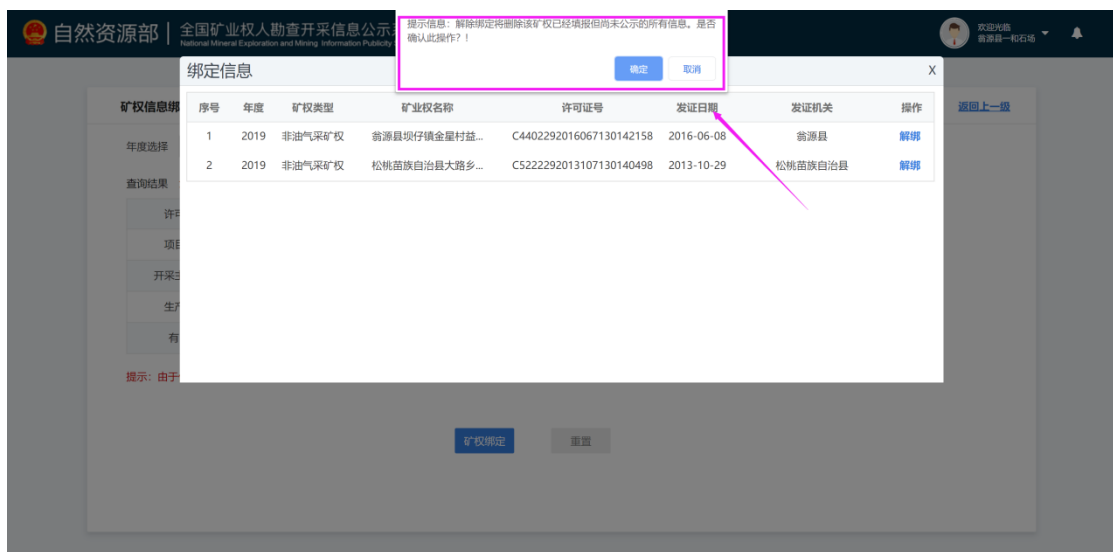 自然资源部
全国矿业权人勘查开采信息公示
National Mineral Exploration and Mining Information Publicity
提示信息：解除绑定将删除该矿权已经填报但尚未公示的所有信息。是否
确认此操作？！
确定 取消
欢迎光临
翁源县一和石场
绑定信息 X
矿权信息绑
返回上一级
序号 年度 矿权类型 矿业权名称 许可证号 发证日期 发证机关 操作
1 2019 非油气采矿权 翁源县坝仔镇金星村益... C4402292016067130142158 2016-06-08 翁源县 解绑
2 2019 非油气采矿权 松桃苗族自治县大路乡... C5222292013107130140498 2013-10-29 松桃苗族自治县 解绑
年度选择
查询结果
许可
项目
开采主
生产
有
提示：由于
矿权绑定 重置